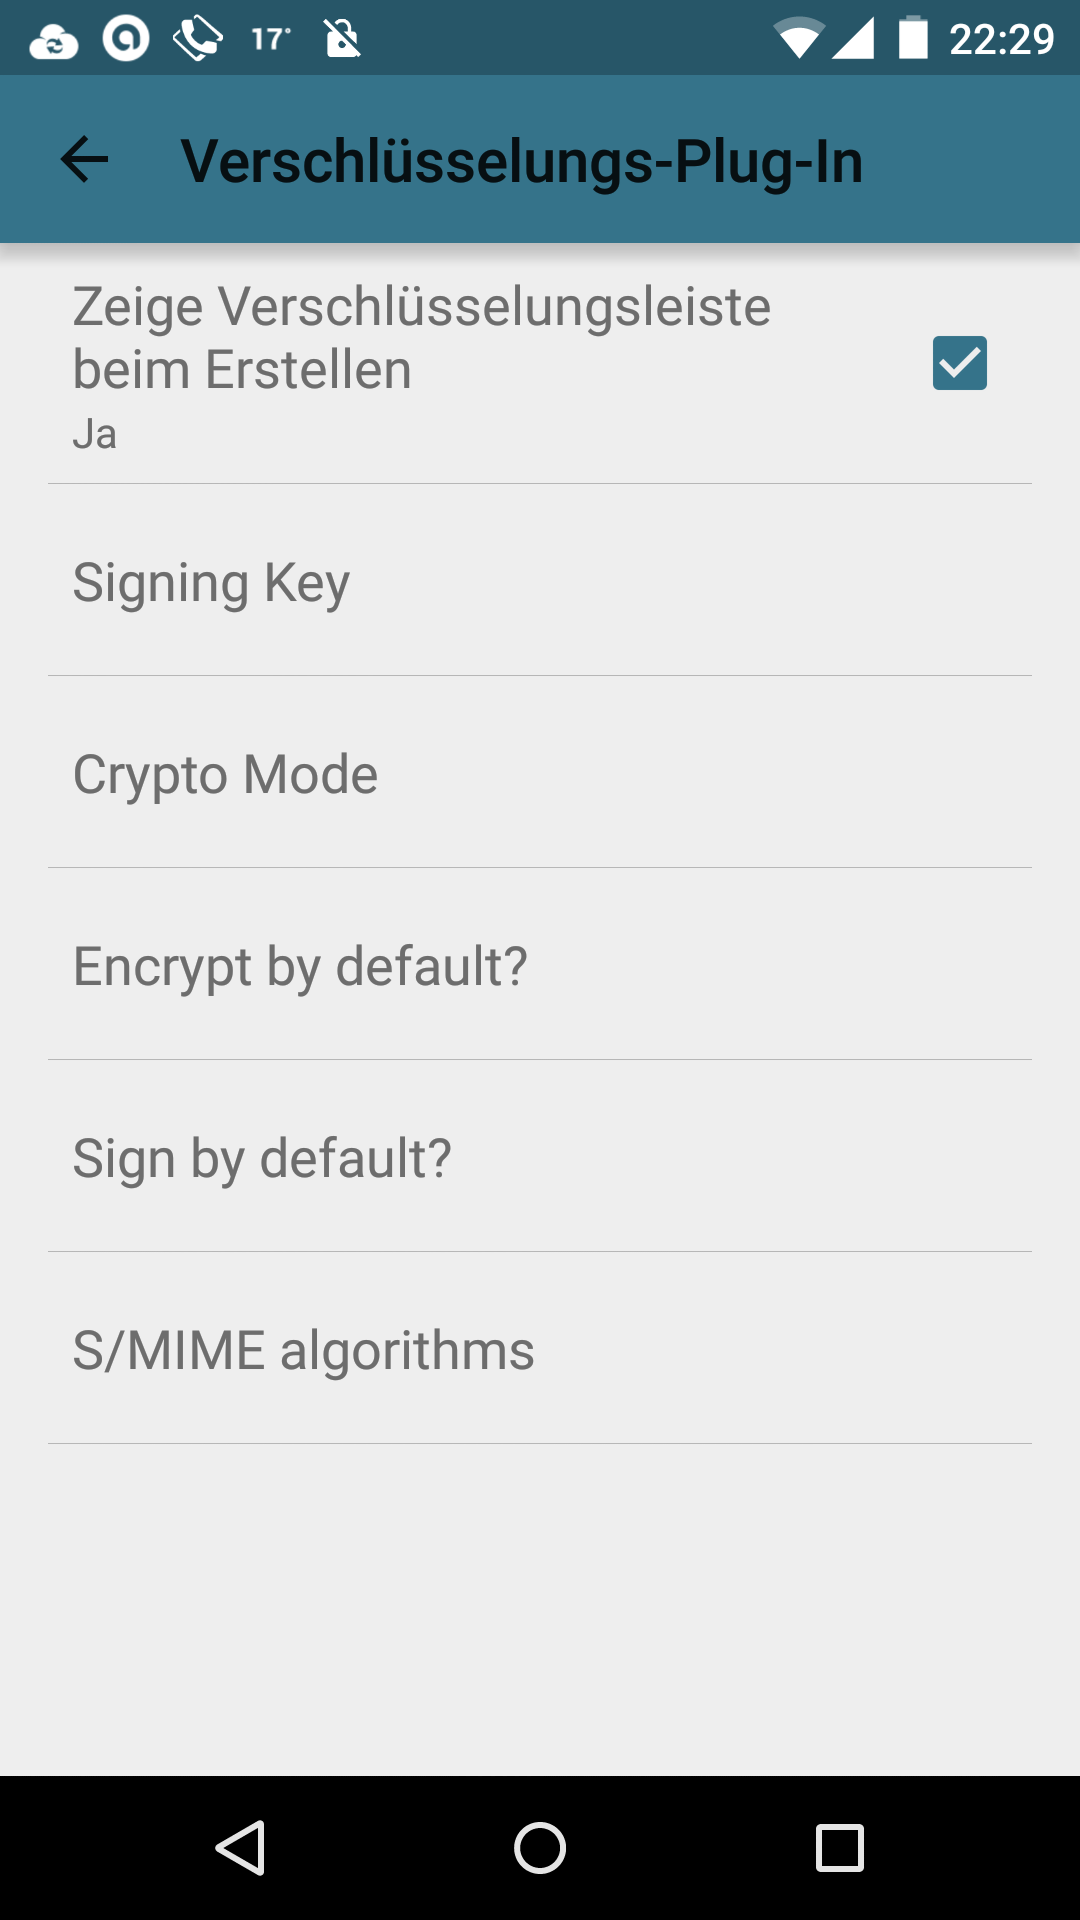 17°
22:29
Verschlüsselungs-Plug-In
Zeige Verschlüsselungsleiste
beim Erstellen
Ja
Signing Key
Crypto Mode
Encrypt by default?
Sign by default?
S/MIME algorithms